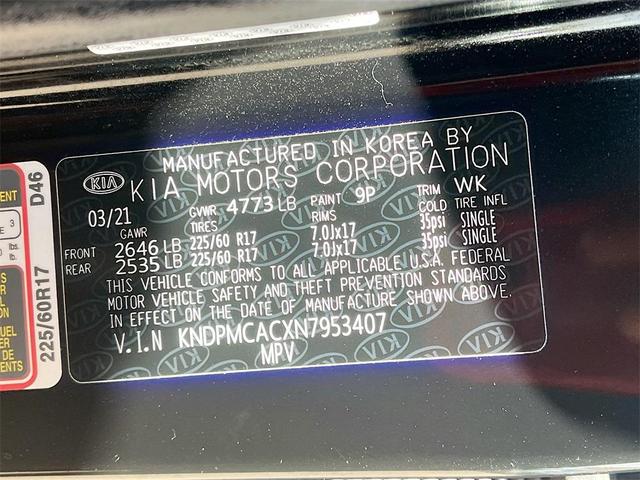 MANUFACTURED IN KOREA BY
KIA KIA MOTORS CORPORATION
03/21 GVWR 4773 LB PAINT 9P TRIM WK
GAWR TIRES RIMS COLD TIRE INFL
FRONT 2646 LB 225/60 R17 7.0Jx17 35psi SINGLE
REAR 2535 LB 225/60 R17 7.0Jx17 35psi SINGLE
THIS VEHICLE CONFORMS TO ALL APPLICABLE U.S.A. FEDERAL
MOTOR VEHICLE SAFETY AND THEFT PREVENTION STANDARDS
IN EFFECT ON THE DATE OF MANUFACTURE SHOWN ABOVE.
V.I.N KNDPMCACXN7953407
MPV
D46
225/60R17